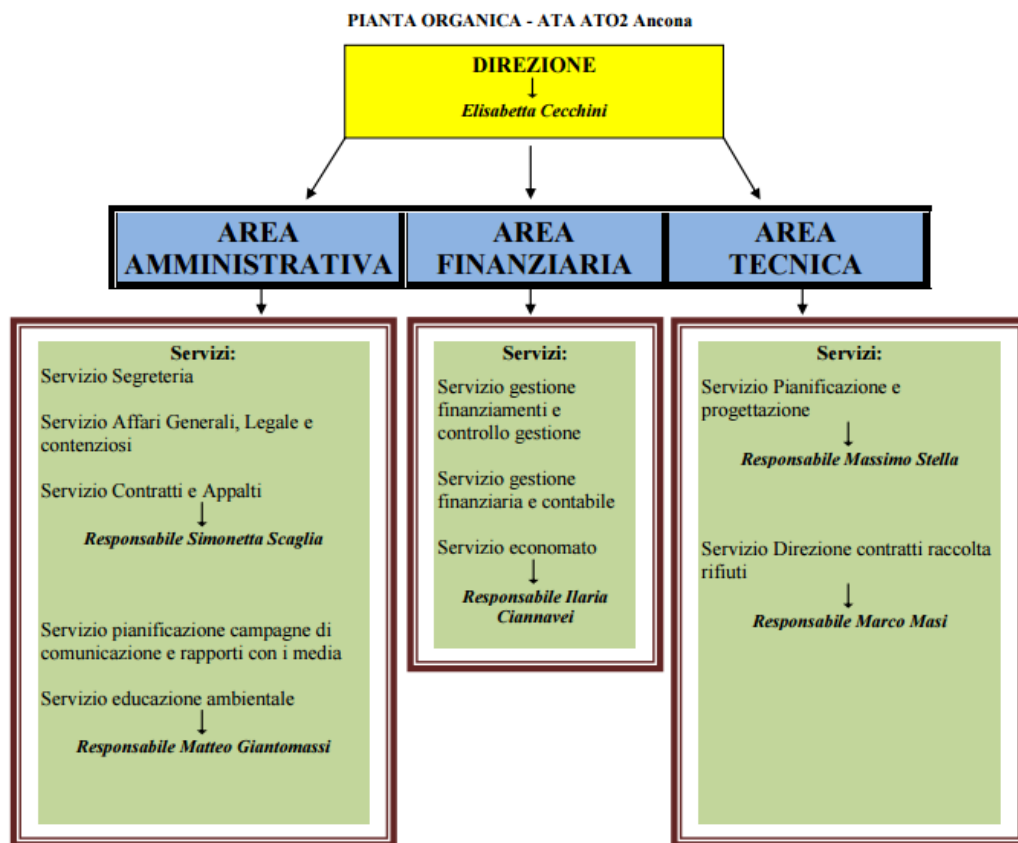 PIANTA ORGANICA - ATA ATO2 Ancona
DIREZIONE
Elisabetta Cecchini
AREA
AMMINISTRATIVA
AREA
FINANZIARIA
AREA
TECNICA
Servizi:
Servizio Segreteria
Servizio Affari Generali, Legale e
contenziosi
Servizio Contratti e Appalti
Responsabile Simonetta Scaglia
Servizio pianificazione campagne di
comunicazione e rapporti con i media
Servizio educazione ambientale
Responsabile Matteo Giantomassi
Servizi:
Servizio gestione
finanziamenti e
controllo gestione
Servizio gestione
finanziaria e contabile
Servizio economato
Responsabile Ilaria
Ciannavei
Servizi:
Servizio Pianificazione e
progettazione
Responsabile Massimo Stella
Servizio Direzione contratti raccolta
rifiuti
Responsabile Marco Masi